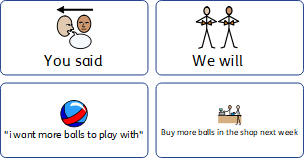 You said
We will
"i want more balls to play with"
Buy more balls in the shop next week